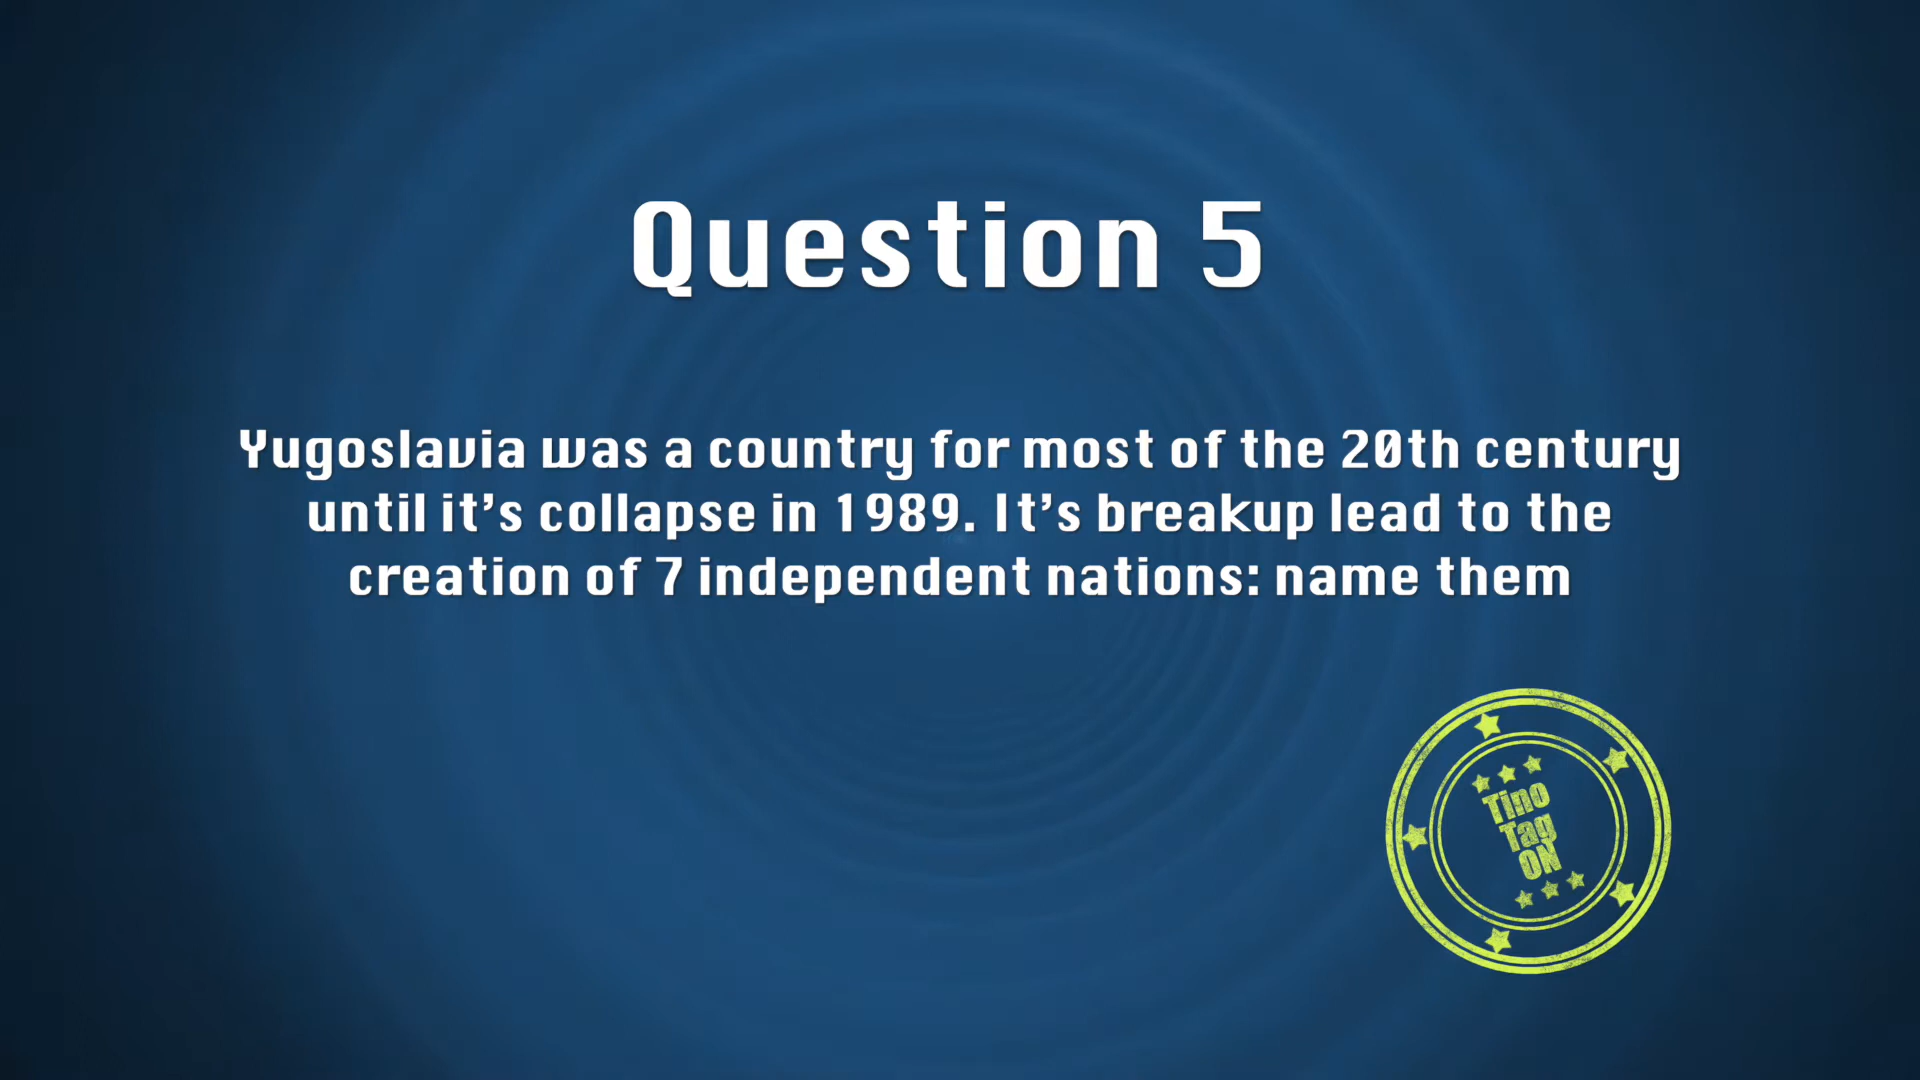 Question 5
Yugoslavia was a country for most of the 20th century
until it's collapse in 1989. It's breakup lead to the
creation of 7 independent nations: name them
Tino
Tag
ON